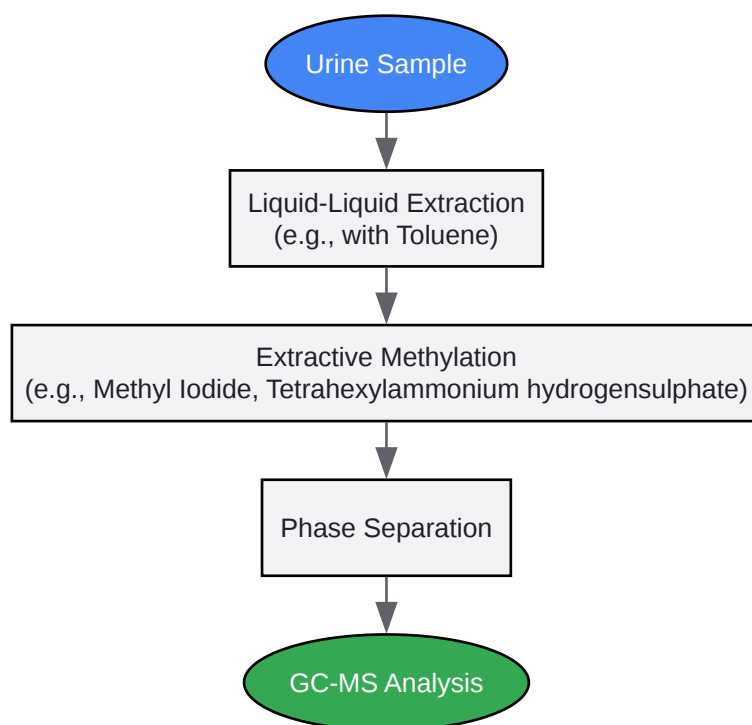 Urine Sample
Liquid-Liquid Extraction
(e.g., with Toluene)
Extractive Methylation
(e.g., Methyl Iodide, Tetrahexylammonium hydrogensulphate)
Phase Separation
GC-MS Analysis